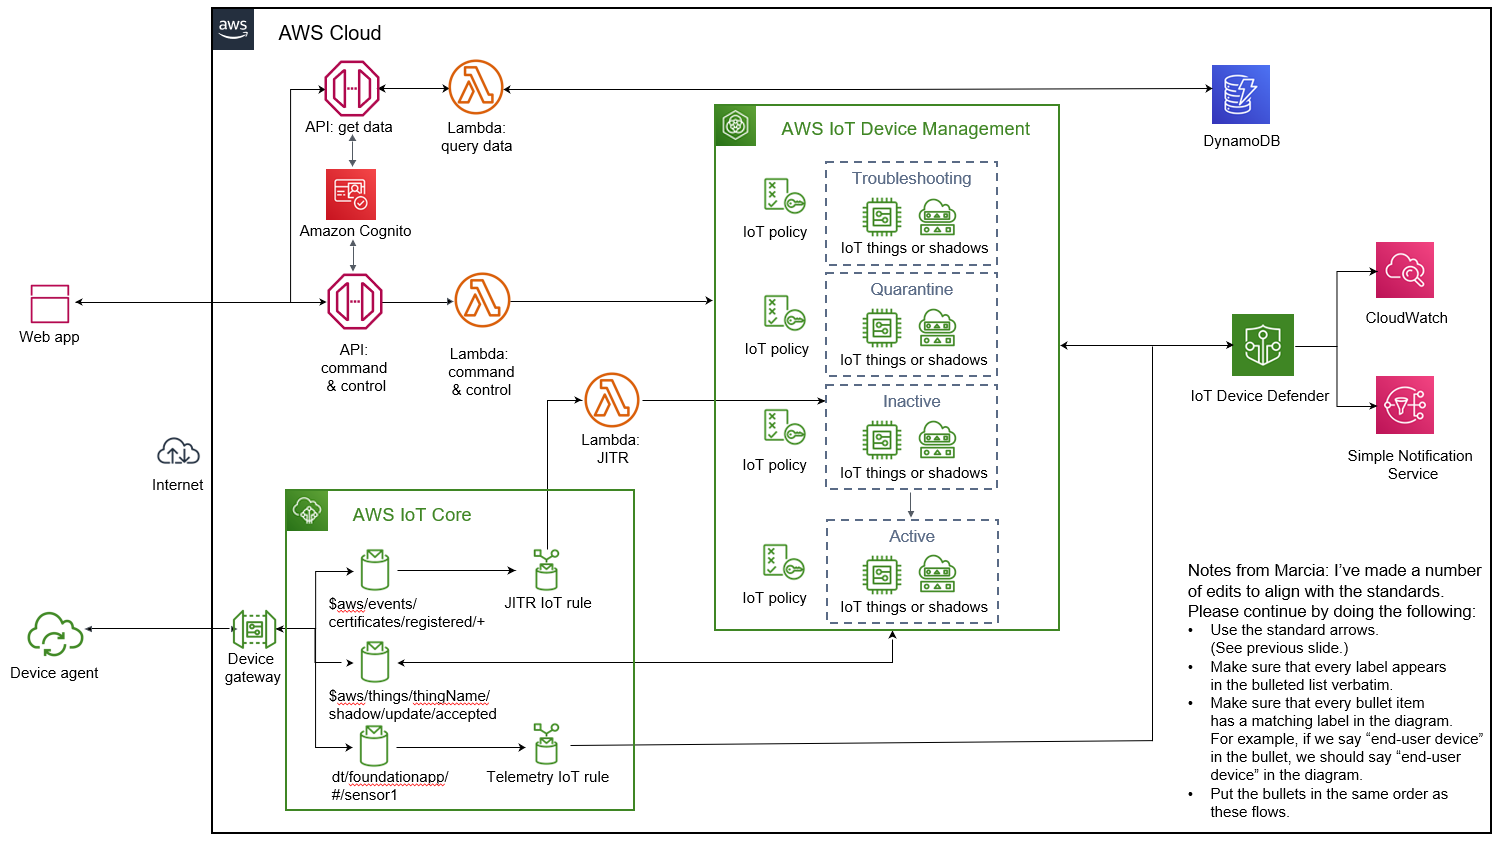 aws
AWS Cloud
API: get data
Lambda:
query data
DynamoDB
AWS IoT Device Management
Troubleshooting
IoT policy
IoT things or shadows
Amazon Cognito
Quarantine
IoT policy
IoT things or shadows
Web app
API:
command
& control
Lambda:
command
& control
CloudWatch
IoT Device Defender
Inactive
IoT policy
IoT things or shadows
Lambda:
JITR
Simple Notification
Service
Internet
AWS IoT Core
Active
IoT policy
IoT things or shadows
$aws/events/
certificates/registered/+
JITR IoT rule
Device agent
Device
gateway
$aws/things/thingName/
shadow/update/accepted
dt/foundationapp/
#/sensor1
Telemetry IoT rule
Notes from Marcia: I’ve made a number
of edits to align with the standards.
Please continue by doing the following:
• Use the standard arrows.
(See previous slide.)
• Make sure that every label appears
in the bulleted list verbatim.
• Make sure that every bullet item
has a matching label in the diagram.
For example, if we say “end-user device”
in the bullet, we should say “end-user
device” in the diagram.
• Put the bullets in the same order as
these flows.